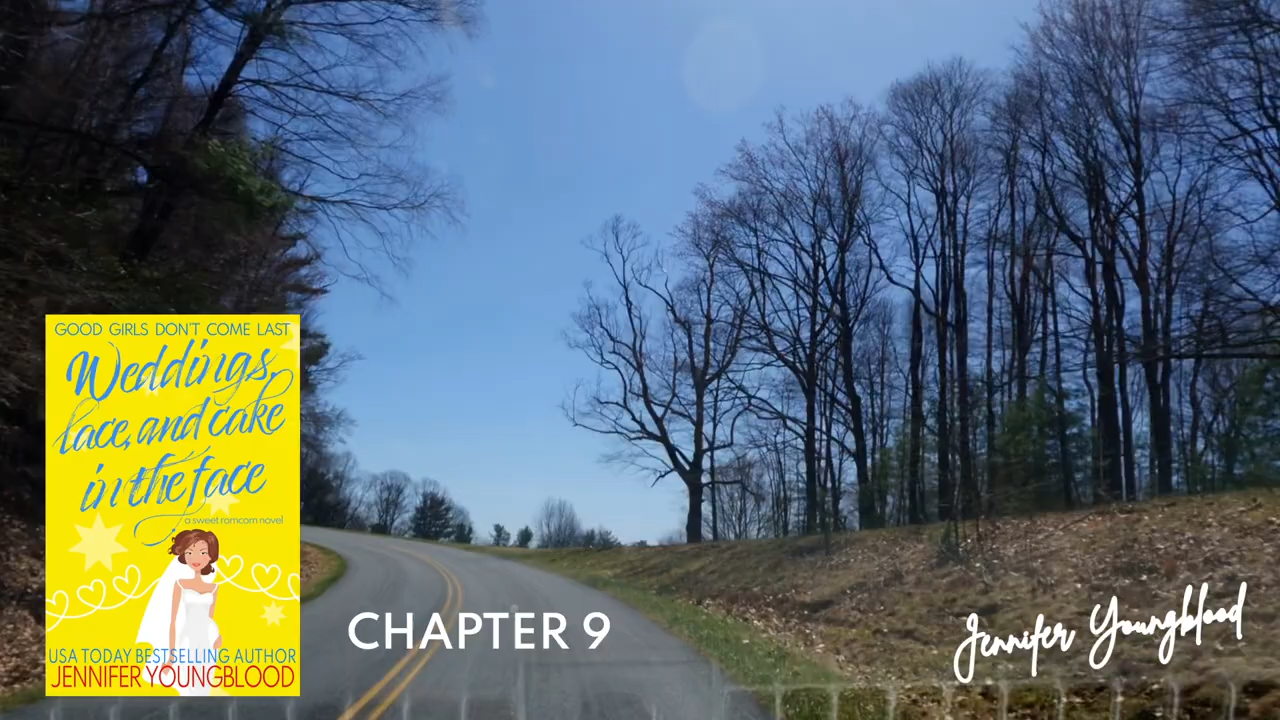 GOOD GIRLS DON'T COME LAST
Weddings,
lace, and cake
in the face
a sweet romcom novel
USA TODAY BESTSELLING AUTHOR
JENNIFER YOUNGBLOOD
CHAPTER 9
Jennifer Youngblood